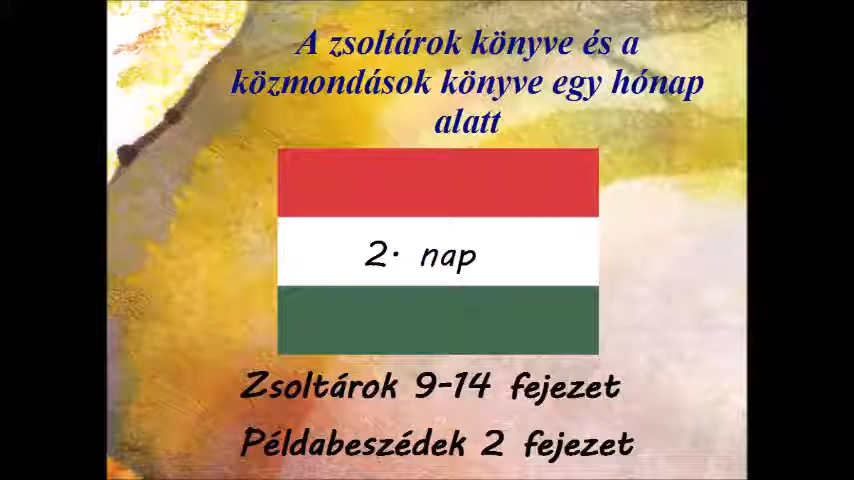 A zsoltárok könyve és a
közmondások könyve egy hónap
alatt
2. nap
Zsoltárok 9-14 fejezet
Példabeszédek 2 fejezet